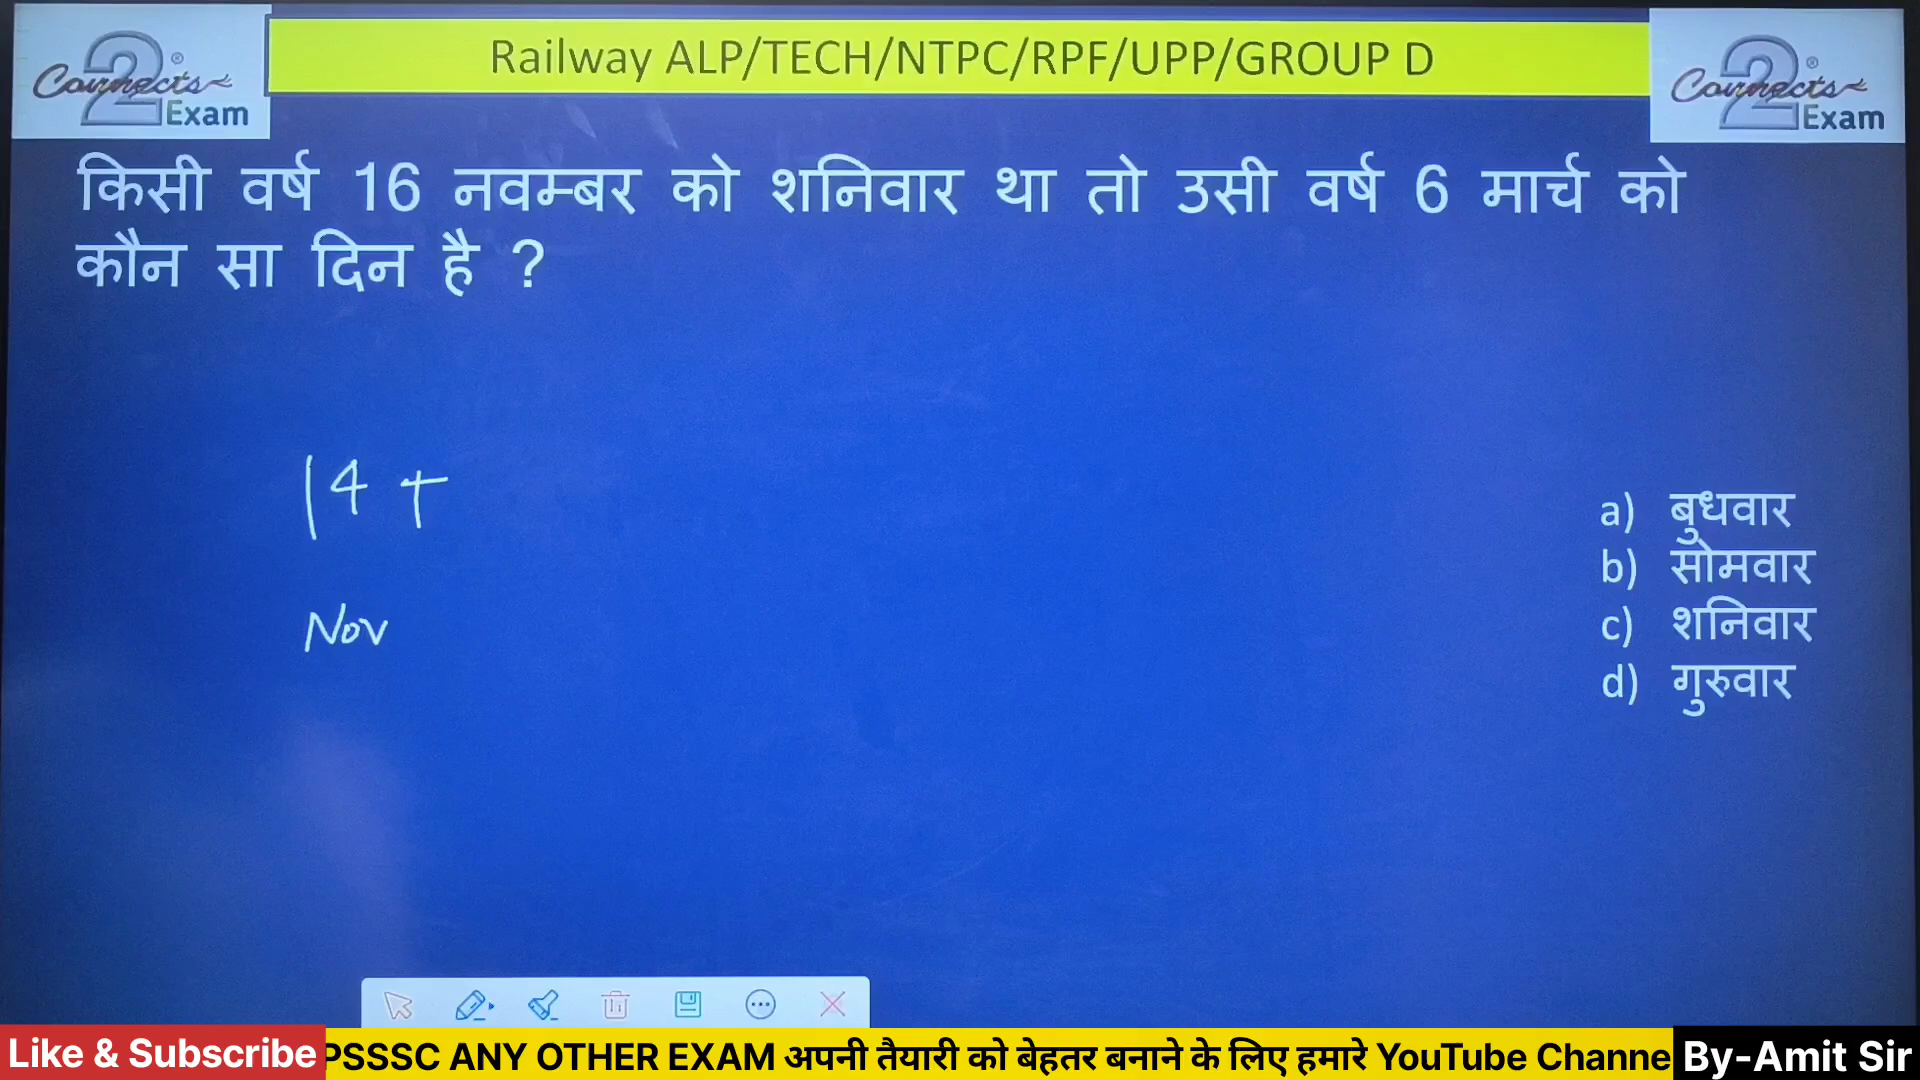 Connects 2 ® Exam
Railway ALP/TECH/NTPC/RPF/UPP/GROUP D
Connects 2 ® Exam
किसी वर्ष 16 नवम्बर को शनिवार था तो उसी वर्ष 6 मार्च को
कौन सा दिन है ?
14 +
Nov
a) बुधवार
b) सोमवार
c) शनिवार
d) गुरुवार
Like & Subscribe
PSSSC ANY OTHER EXAM अपनी तैयारी को बेहतर बनाने के लिए हमारे YouTube Channe
By-Amit Sir